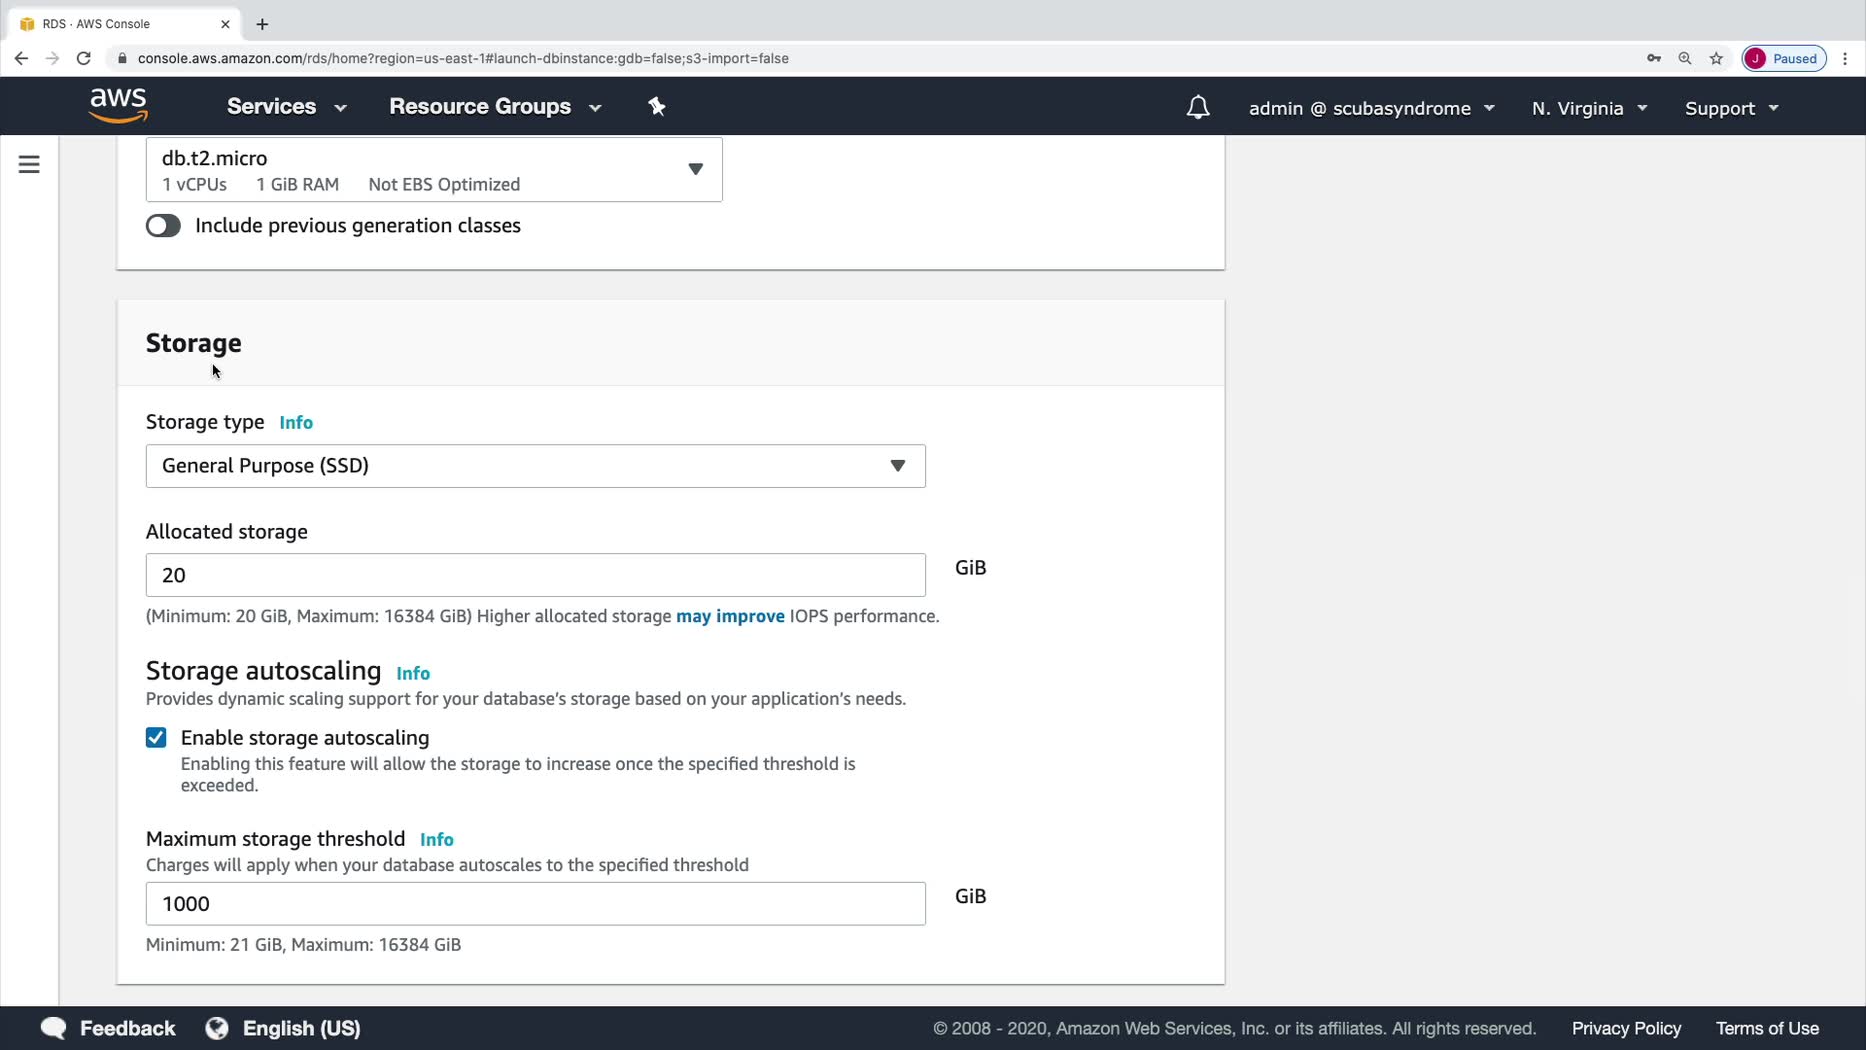 RDS · AWS Console
console.aws.amazon.com/rds/home?region=us-east-1#launch-dbinstance:gdb=false;s3-import=false
J Paused
aws Services Resource Groups admin @ scubasyndrome N. Virginia Support
db.t2.micro
1 vCPUs 1 GiB RAM Not EBS Optimized
Include previous generation classes
Storage
Storage type Info
General Purpose (SSD)
Allocated storage
20 GiB
(Minimum: 20 GiB, Maximum: 16384 GiB) Higher allocated storage may improve IOPS performance.
Storage autoscaling Info
Provides dynamic scaling support for your database's storage based on your application's needs.
Enable storage autoscaling
Enabling this feature will allow the storage to increase once the specified threshold is
exceeded.
Maximum storage threshold Info
Charges will apply when your database autoscales to the specified threshold
1000 GiB
Minimum: 21 GiB, Maximum: 16384 GiB
Feedback English (US) © 2008 - 2020, Amazon Web Services, Inc. or its affiliates. All rights reserved. Privacy Policy Terms of Use